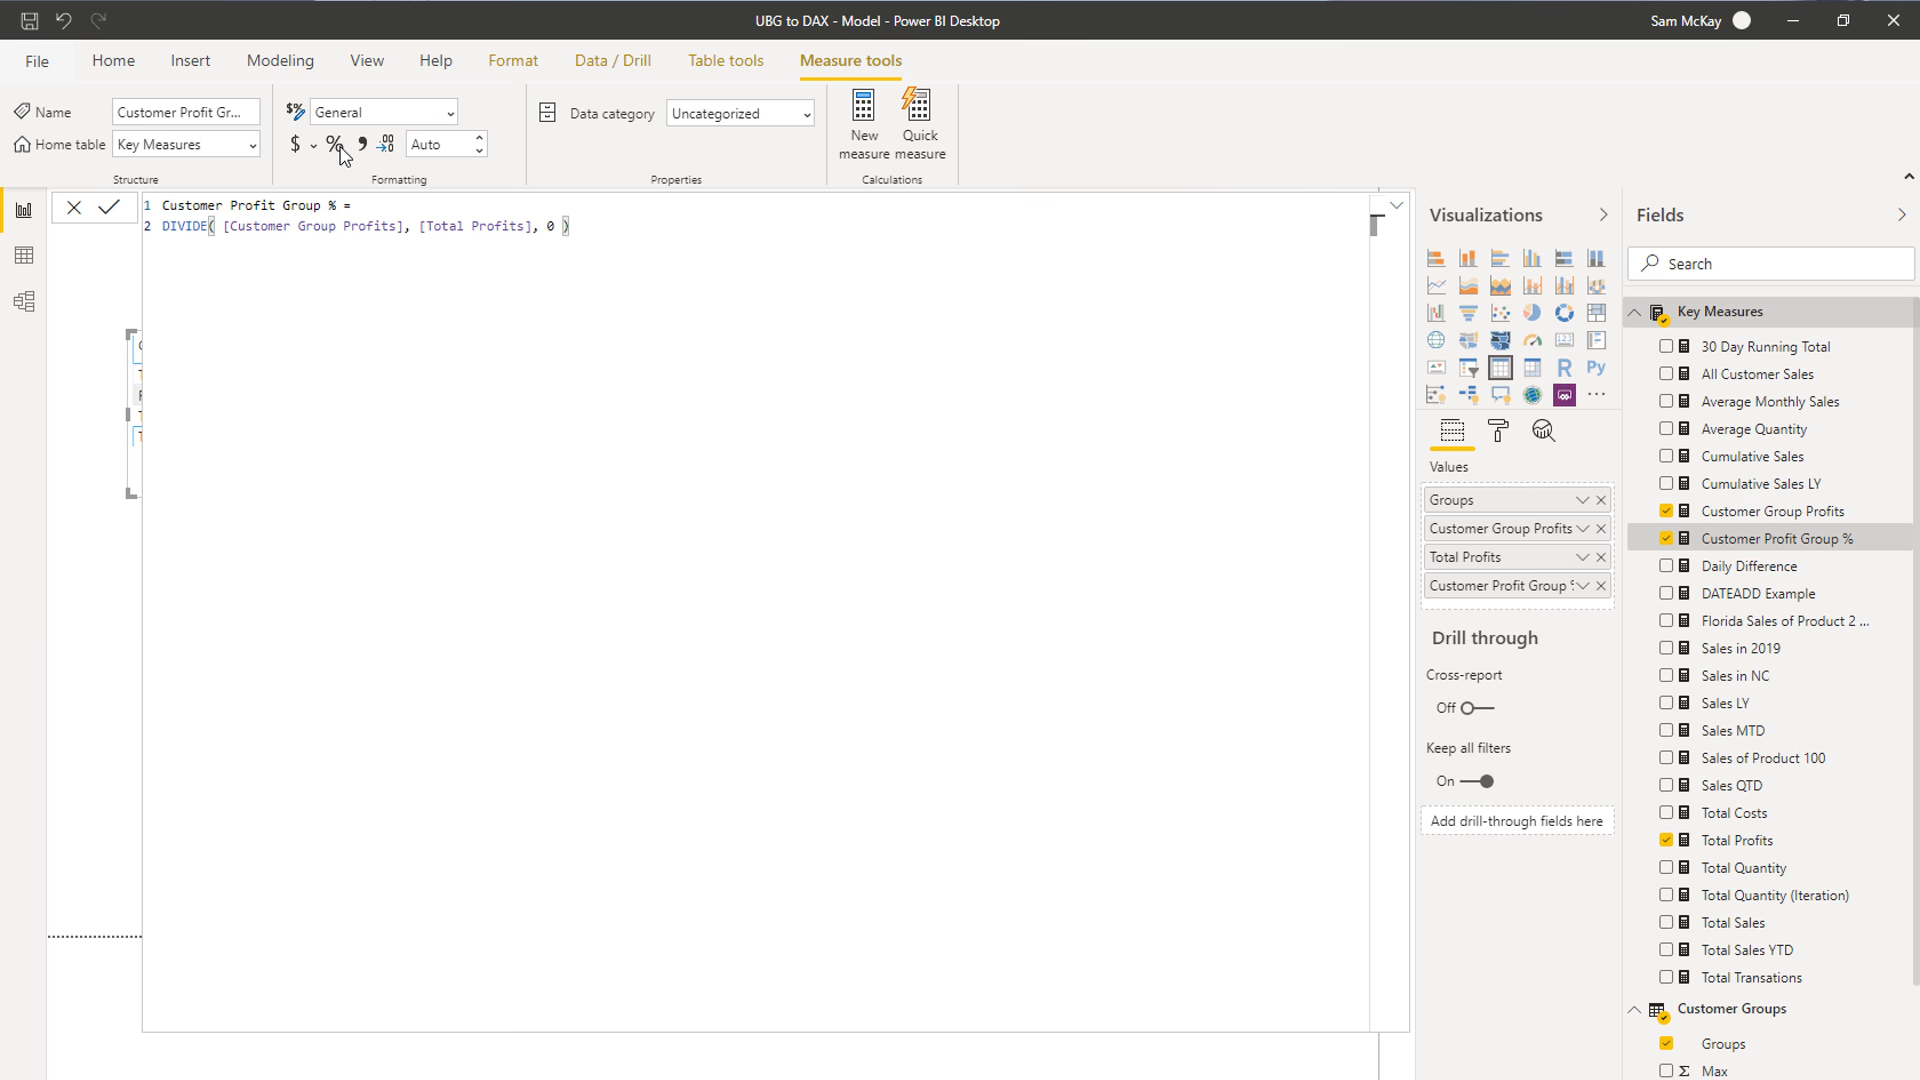 UBG to DAX - Model - Power BI Desktop
Sam McKay
File Home Insert Modeling View Help Format Data / Drill Table tools Measure tools
Name Customer Profit Gr...
Home table Key Measures
Structure
General
$ % 9 .00 Auto
Formatting
Data category Uncategorized
Properties
New measure
Quick measure
Calculations
1 Customer Profit Group % =
2 DIVIDE( [Customer Group Profits], [Total Profits], 0 )
Visualizations
R Py
Values
Groups
Customer Group Profits
Total Profits
Customer Profit Group
Drill through
Cross-report
Off
Keep all filters
On
Add drill-through fields here
Fields
Search
Key Measures
30 Day Running Total
All Customer Sales
Average Monthly Sales
Average Quantity
Cumulative Sales
Cumulative Sales LY
Customer Group Profits
Customer Profit Group %
Daily Difference
DATEADD Example
Florida Sales of Product 2 ...
Sales in 2019
Sales in NC
Sales LY
Sales MTD
Sales of Product 100
Sales QTD
Total Costs
Total Profits
Total Quantity
Total Quantity (Iteration)
Total Sales
Total Sales YTD
Total Transations
Customer Groups
Groups
Σ Max